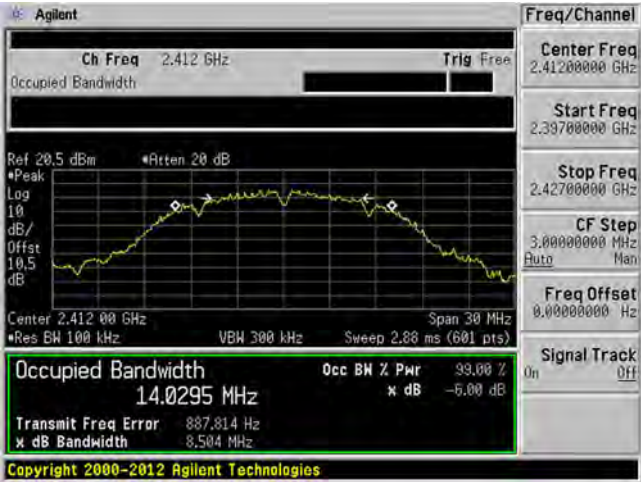 Agilent
Freq/Channel
Ch Freq 2.412 GHz Trig Free
Occupied Bandwidth
Center Freq
2.41200000 GHz
Start Freq
2.39700000 GHz
Stop Freq
2.42700000 GHz
CF Step
3.00000000 MHz
Auto Man
Freq Offset
0.00000000 Hz
Signal Track
On Off
Ref 20.5 dBm *Atten 20 dB
*Peak
Log
10
dB/
Offst
10.5
dB
Center 2.412 00 GHz Span 30 MHz
*Res BW 100 kHz VBW 300 kHz Sweep 2.88 ms (601 pts)
Occupied Bandwidth Occ BW % Pwr 99.00 %
14.0295 MHz x dB -6.00 dB
Transmit Freq Error 887.814 Hz
x dB Bandwidth 8.504 MHz
Copyright 2000-2012 Agilent Technologies